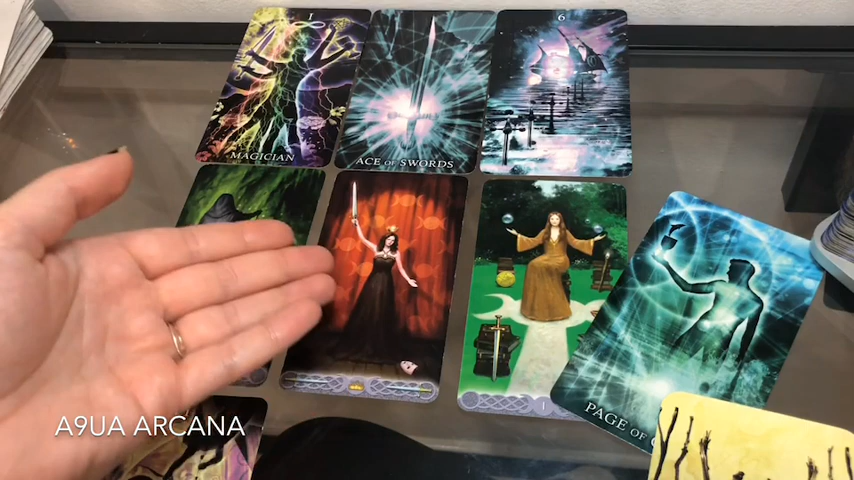 1
6
MAGICIAN
ACE OF SWORDS
I
PAGE OF
A9UA ARCANA